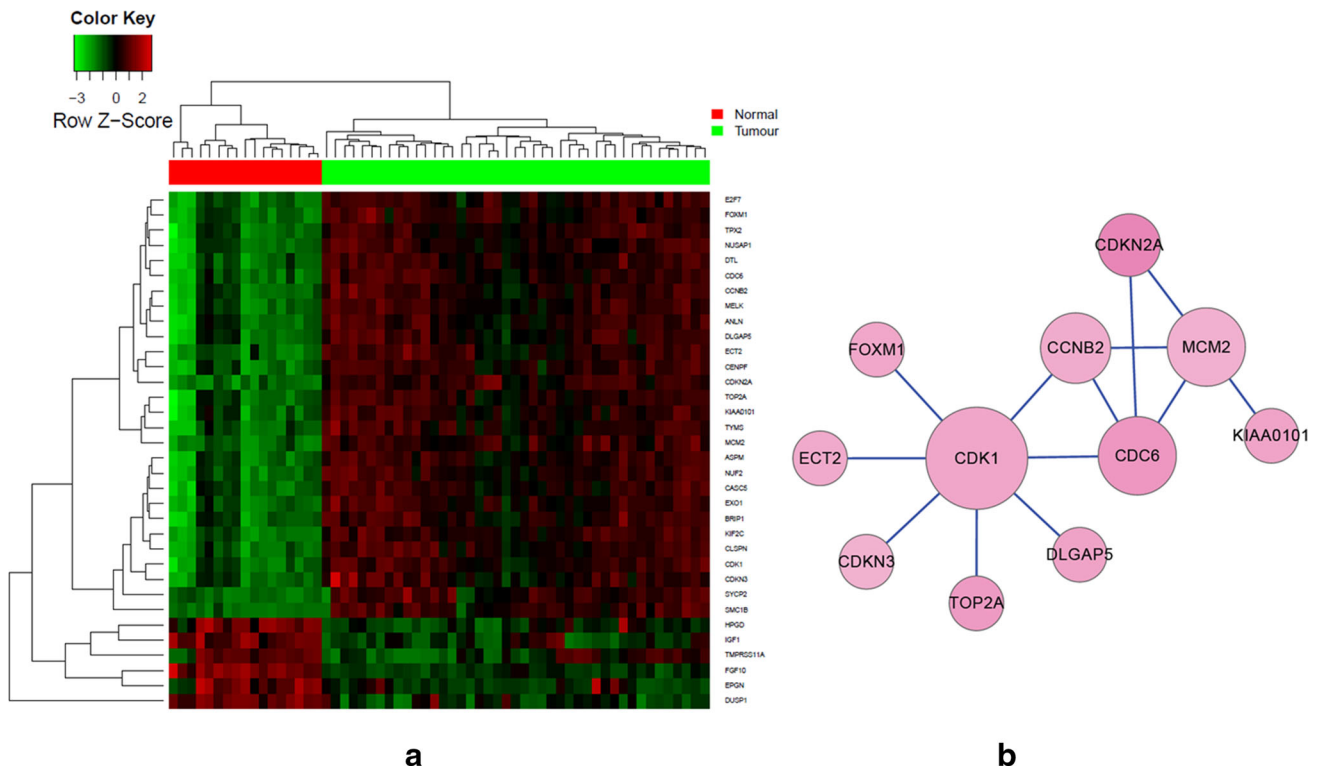 Color Key
−3 0 2
Row Z−Score
Normal
Tumour
E2F7
FOXM1
TPX2
NUSAP1
DTL
CDC6
CCNB2
MELK
ANLN
DLGAP5
ECT2
CENPF
CDKN2A
TOP2A
KIAA0101
TYMS
MCM2
ASPM
NUF2
CASC5
EXO1
BRIP1
KIF2C
CLSPN
CDK1
CDKN3
SYCP2
SMC1B
HPGD
IGF1
TMPRSS11A
FGF10
EPGN
DUSP1
a
CDKN2A
FOXM1
CCNB2
MCM2
KIAA0101
ECT2
CDK1
CDC6
CDKN3
DLGAP5
TOP2A
b